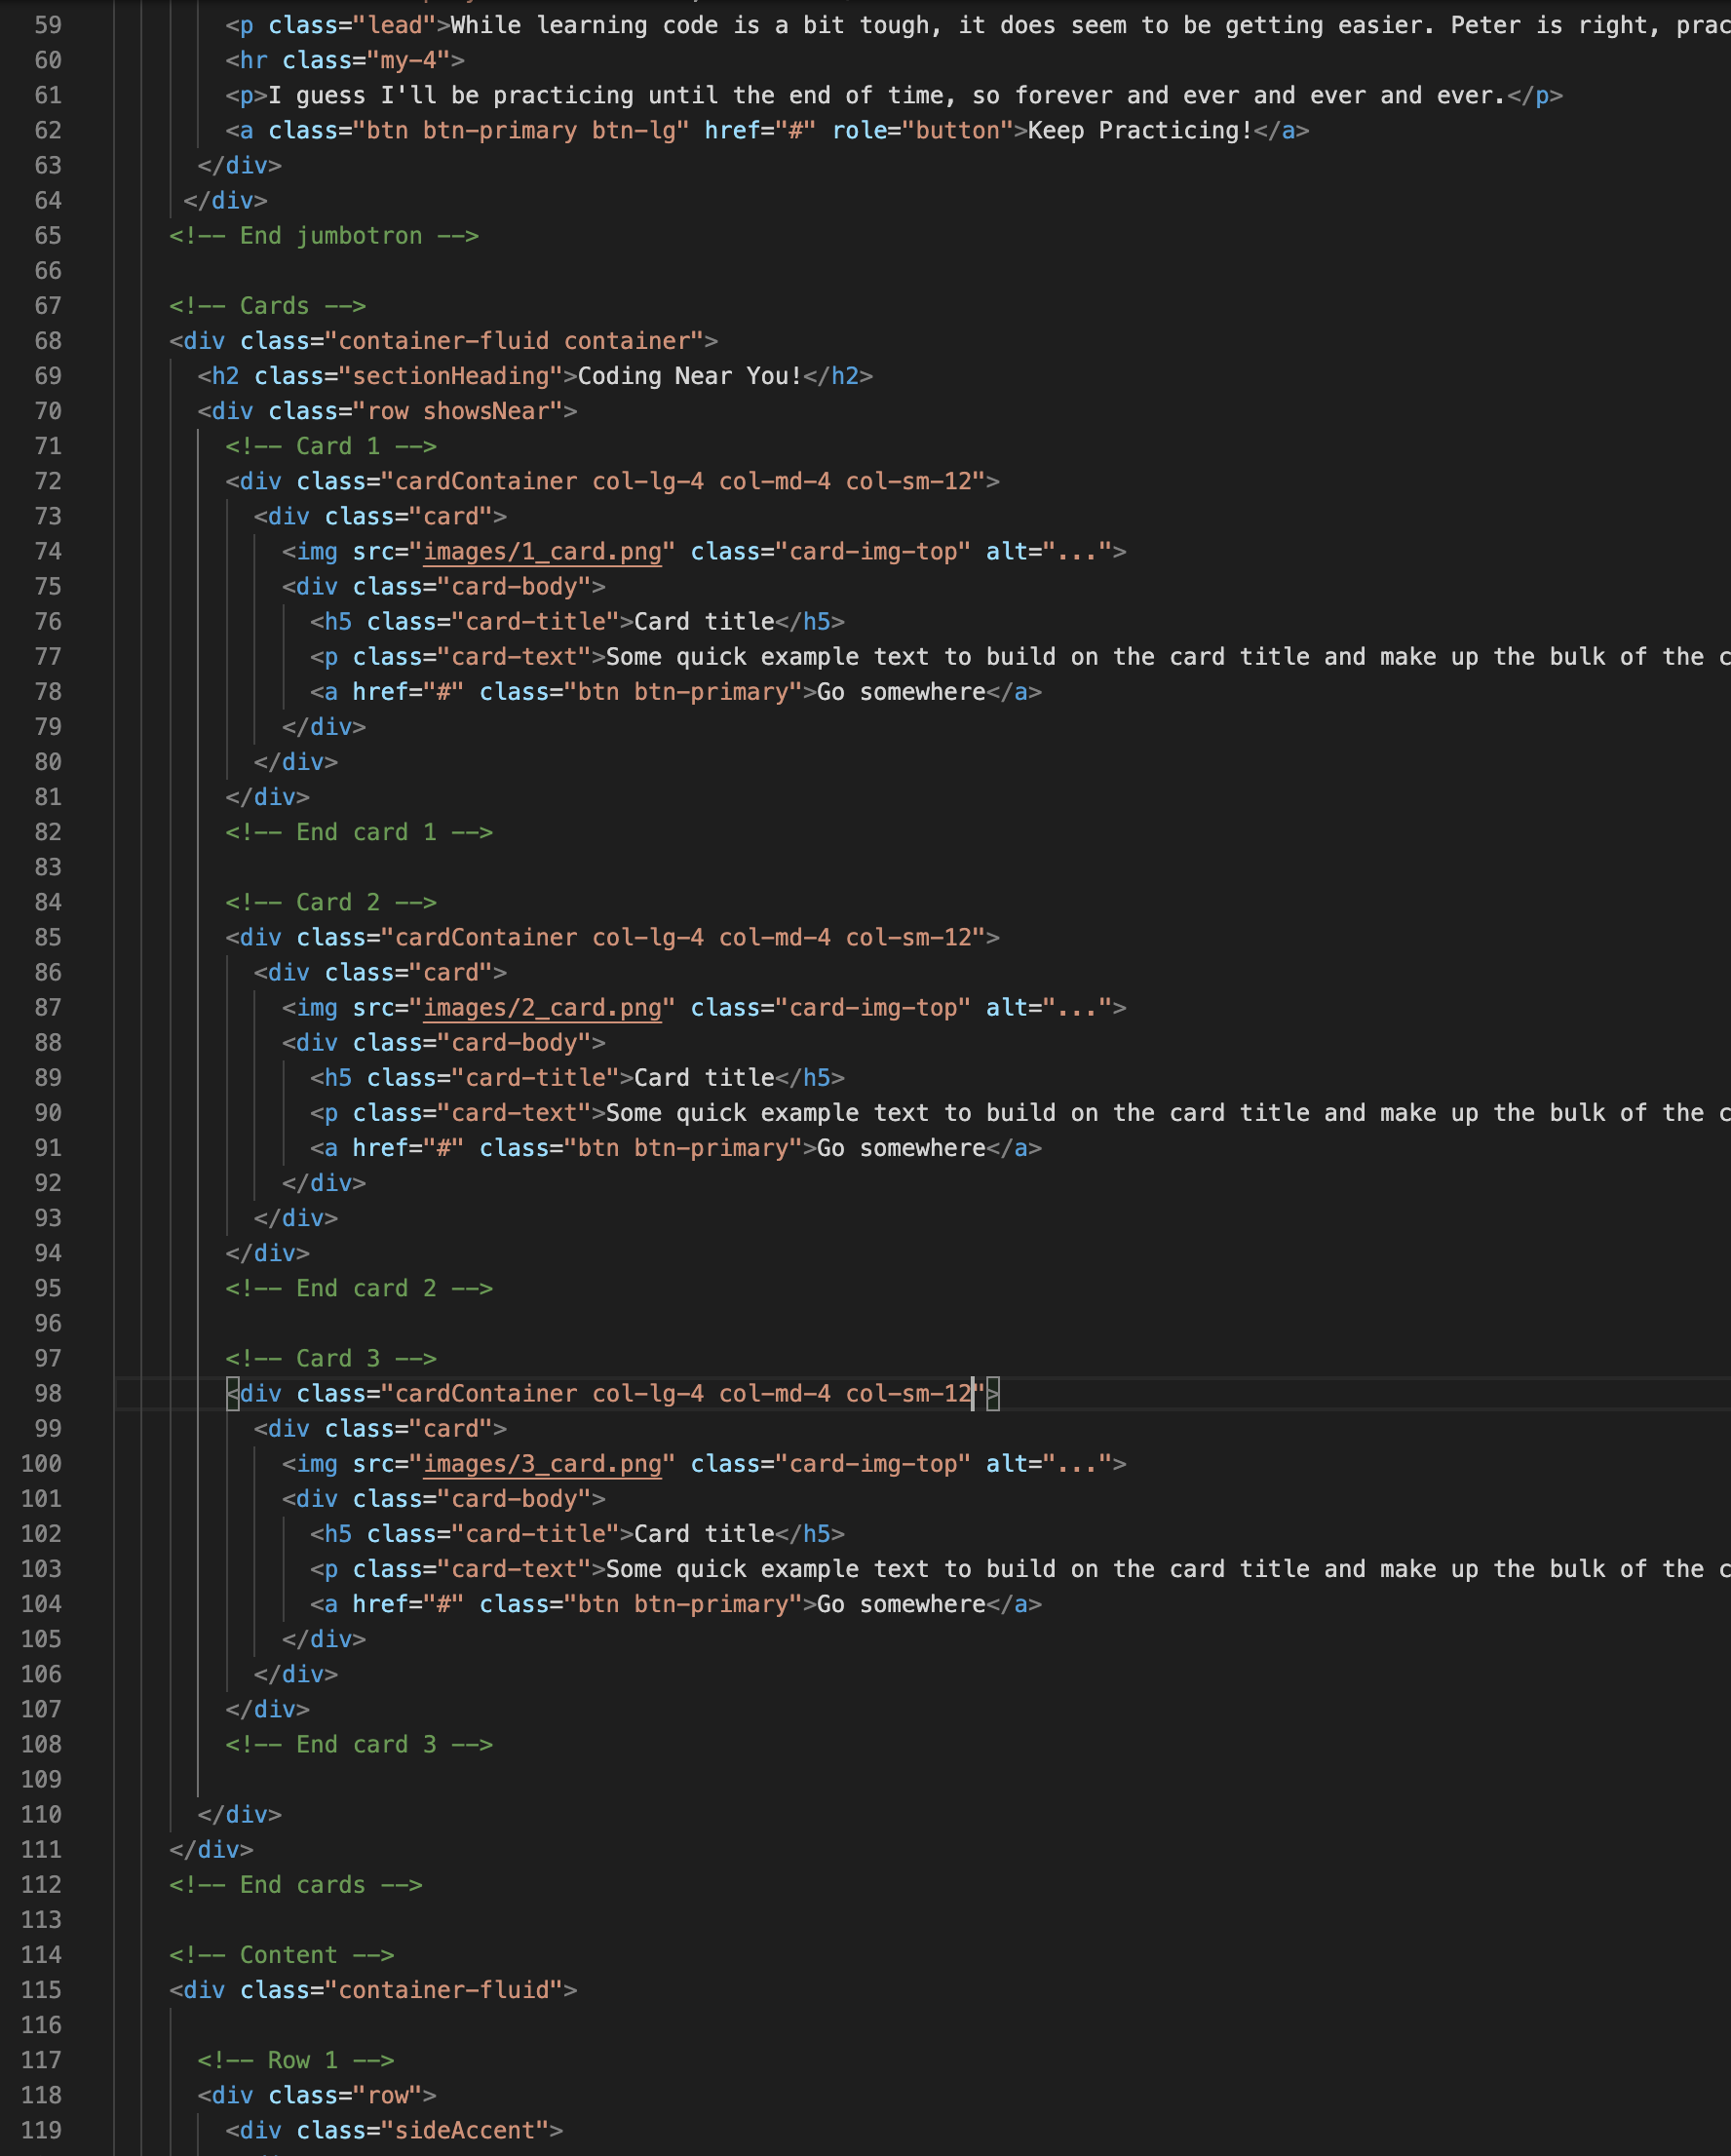 59 <p class="lead">While learning code is a bit tough, it does seem to be getting easier. Peter is right,
60 <hr class="my-4">
61 <p>I guess I'll be practicing until the end of time, so forever and ever and ever and ever.</p>
62 <a class="btn btn-primary btn-lg" href="#" role="button">Keep Practicing!</a>
63 </div>
64 </div>
65 <!-- End jumbotron -->
66
67 <!-- Cards -->
68 <div class="container-fluid container">
69 <h2 class="sectionHeading">Coding Near You!</h2>
70 <div class="row showsNear">
71 <!-- Card 1 -->
72 <div class="cardContainer col-lg-4 col-md-4 col-sm-12">
73 <div class="card">
74 <img src="images/1_card.png" class="card-img-top" alt="...">
75 <div class="card-body">
76 <h5 class="card-title">Card title</h5>
77 <p class="card-text">Some quick example text to build on the card title and make up the bulk of the
78 <a href="#" class="btn btn-primary">Go somewhere</a>
79 </div>
80 </div>
81 </div>
82 <!-- End card 1 -->
83
84 <!-- Card 2 -->
85 <div class="cardContainer col-lg-4 col-md-4 col-sm-12">
86 <div class="card">
87 <img src="images/2_card.png" class="card-img-top" alt="...">
88 <div class="card-body">
89 <h5 class="card-title">Card title</h5>
90 <p class="card-text">Some quick example text to build on the card title and make up the bulk of the
91 <a href="#" class="btn btn-primary">Go somewhere</a>
92 </div>
93 </div>
94 </div>
95 <!-- End card 2 -->
96
97 <!-- Card 3 -->
98 <div class="cardContainer col-lg-4 col-md-4 col-sm-12">
99 <div class="card">
100 <img src="images/3_card.png" class="card-img-top" alt="...">
101 <div class="card-body">
102 <h5 class="card-title">Card title</h5>
103 <p class="card-text">Some quick example text to build on the card title and make up the bulk of the
104 <a href="#" class="btn btn-primary">Go somewhere</a>
105 </div>
106 </div>
107 </div>
108 <!-- End card 3 -->
109
110 </div>
111 </div>
112 <!-- End cards -->
113
114 <!-- Content -->
115 <div class="container-fluid">
116
117 <!-- Row 1 -->
118 <div class="row">
119 <div class="sideAccent">